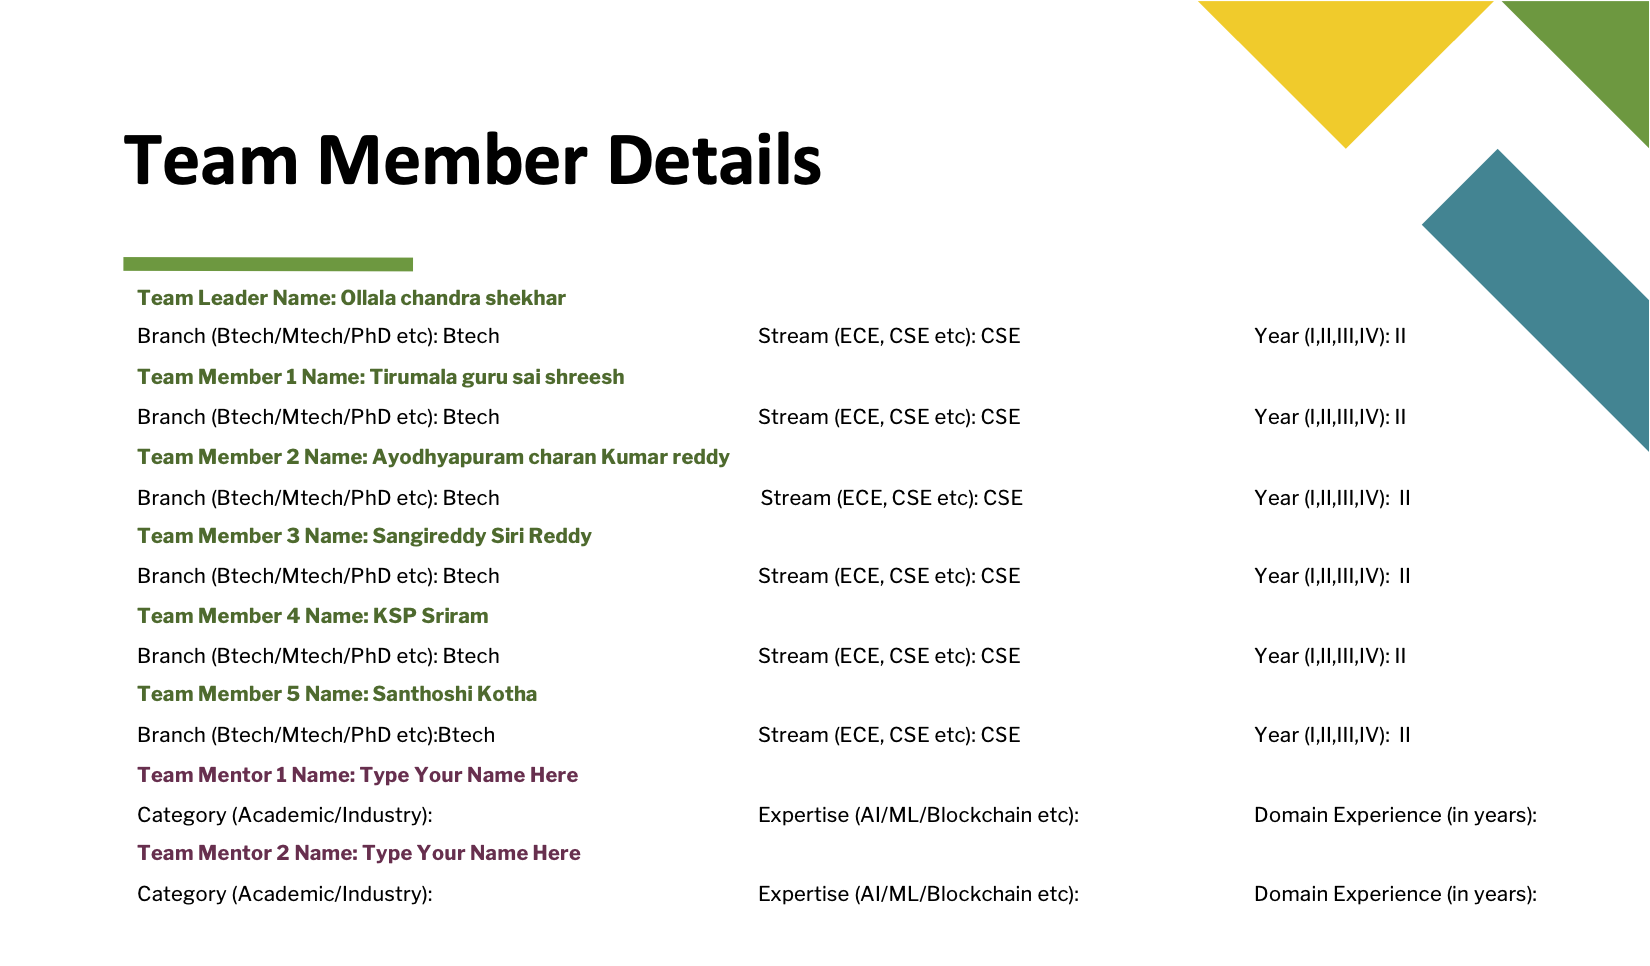 Team Member Details
Team Leader Name: Ollala chandra shekhar
Branch (Btech/Mtech/PhD etc): Btech Stream (ECE, CSE etc): CSE Year (I,II,III,IV): II
Team Member 1 Name: Tirumala guru sai shreesh
Branch (Btech/Mtech/PhD etc): Btech Stream (ECE, CSE etc): CSE Year (I,II,III,IV): II
Team Member 2 Name: Ayodhyapuram charan Kumar reddy
Branch (Btech/Mtech/PhD etc): Btech Stream (ECE, CSE etc): CSE Year (I,II,III,IV): II
Team Member 3 Name: Sangireddy Siri Reddy
Branch (Btech/Mtech/PhD etc): Btech Stream (ECE, CSE etc): CSE Year (I,II,III,IV): II
Team Member 4 Name: KSP Sriram
Branch (Btech/Mtech/PhD etc): Btech Stream (ECE, CSE etc): CSE Year (I,II,III,IV): II
Team Member 5 Name: Santhoshi Kotha
Branch (Btech/Mtech/PhD etc):Btech Stream (ECE, CSE etc): CSE Year (I,II,III,IV): II
Team Mentor 1 Name: Type Your Name Here
Category (Academic/Industry): Expertise (AI/ML/Blockchain etc): Domain Experience (in years):
Team Mentor 2 Name: Type Your Name Here
Category (Academic/Industry): Expertise (AI/ML/Blockchain etc): Domain Experience (in years):